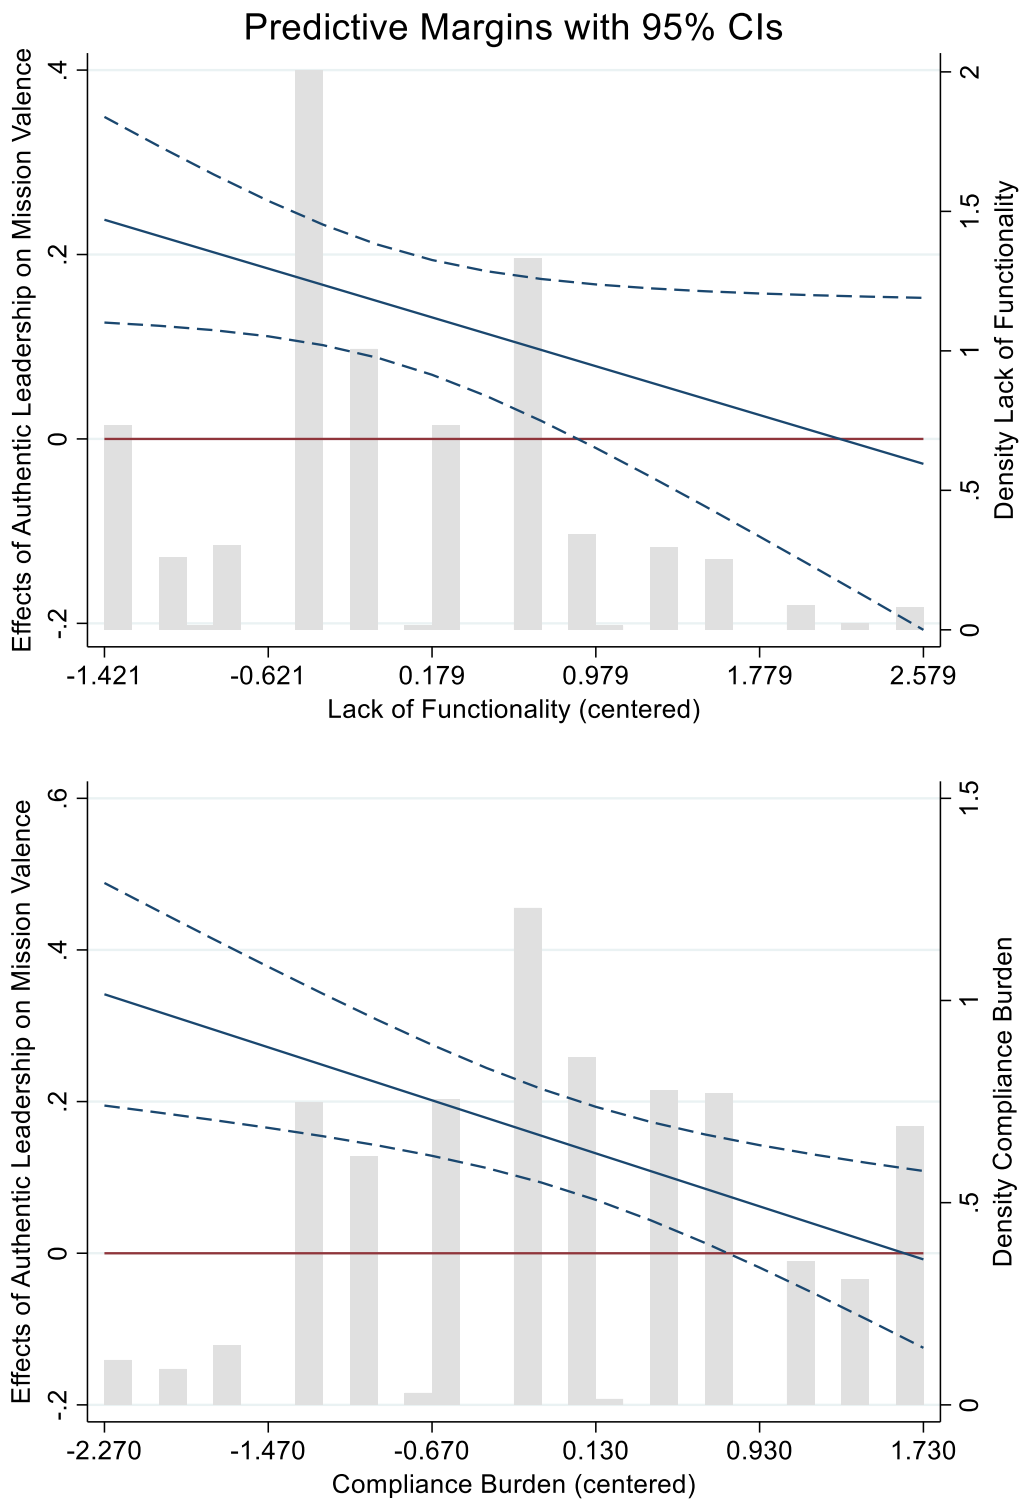 Predictive Margins with 95% CIs
Effects of Authentic Leadership on Mission Valence
.4
.2
0
-.2
2
1.5
1
.5
0
Density Lack of Functionality
-1.421 -0.621 0.179 0.979 1.779 2.579
Lack of Functionality (centered)
Effects of Authentic Leadership on Mission Valence
.6
.4
.2
0
-.2
1.5
1
.5
0
Density Compliance Burden
-2.270 -1.470 -0.670 0.130 0.930 1.730
Compliance Burden (centered)